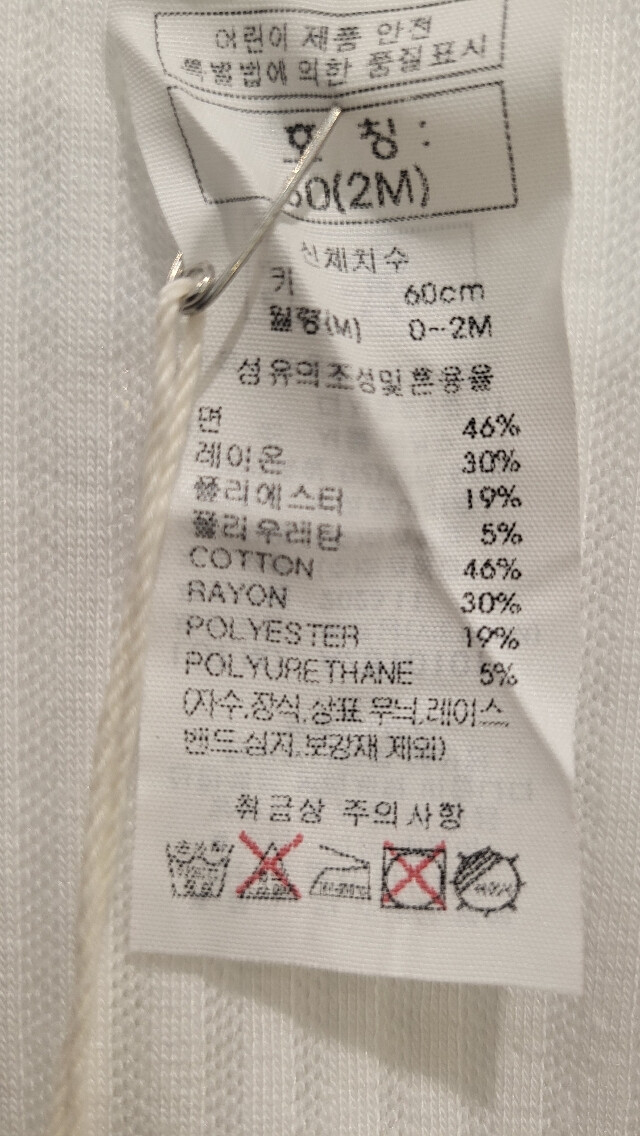 어린이 제품 안전
특별법에 의한 품질표시
호 칭 :
60(2M)
신체치수
키 60cm
월령(M) 0~2M
섬유의조성및혼용율
면 46%
레이온 30%
폴리에스터 19%
폴리우레탄 5%
COTTON 46%
RAYON 30%
POLYESTER 19%
POLYURETHANE 5%
(자수,장식,상표,무늬,레이스
밴드,심지,보강재 제외)
취급상 주의사항